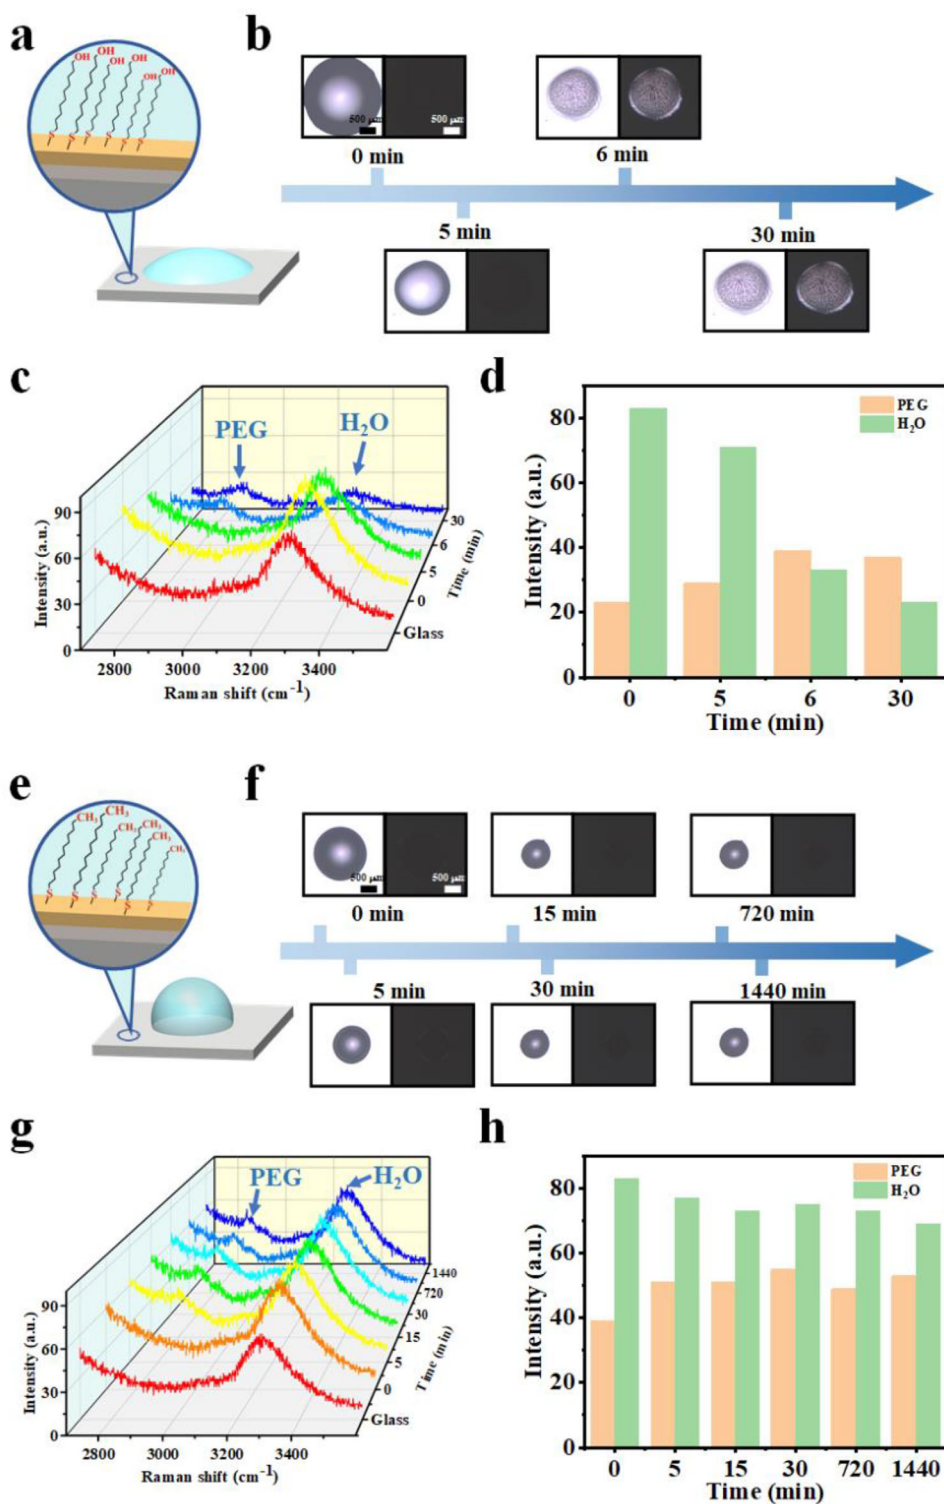 a
OH OH OH OH OH OH
S S S S S S
b
500 μm 500 μm
0 min
6 min
5 min
30 min
c
PEG
H₂O
90
60
30
0
Intensity (a.u.)
2800 3000 3200 3400
Raman shift (cm⁻¹)
30
6
5
0
Glass
Time (min)
d
PEG
H₂O
80
60
40
20
0
Intensity (a.u.)
0 5 6 30
Time (min)
e
CH₃ CH₃ CH₃ CH₃ CH₃ CH₃
S S S S S S
f
500 μm 500 μm
0 min 15 min 720 min
5 min 30 min 1440 min
g
PEG
H₂O
90
60
30
0
Intensity (a.u.)
2800 3000 3200 3400
Raman shift (cm⁻¹)
1440
720
30
15
5
0
Glass
Time (min)
h
PEG
H₂O
80
60
40
20
0
Intensity (a.u.)
0 5 15 30 720 1440
Time (min)